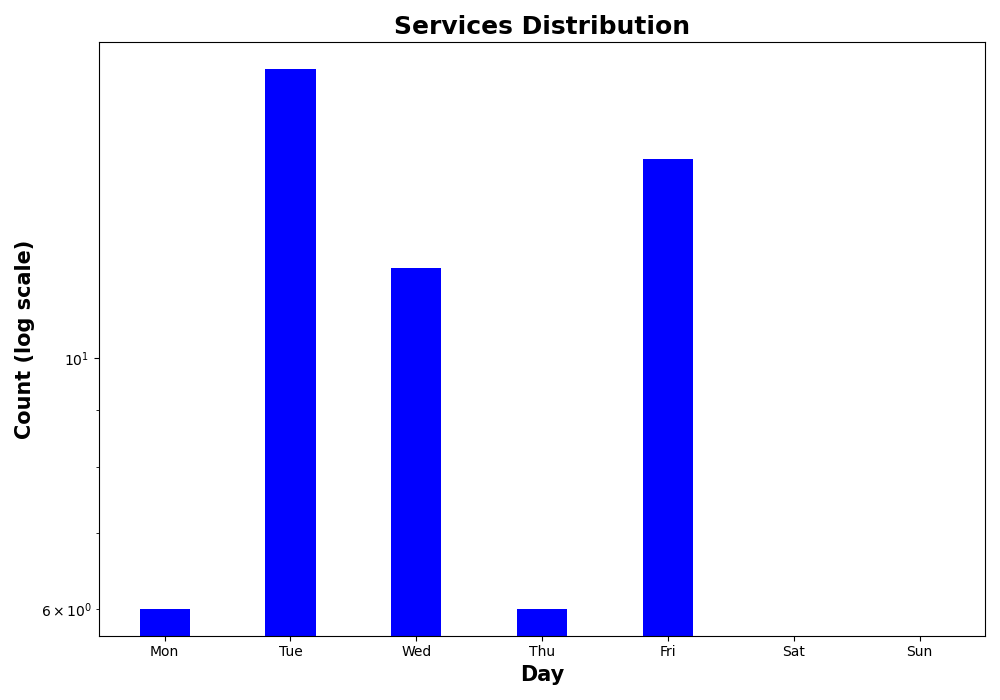 Services Distribution
Count (log scale)
10¹
6 × 10⁰
Mon Tue Wed Thu Fri Sat Sun
Day